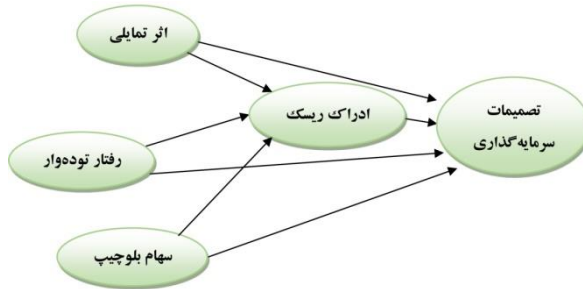 اثر تمایلی
ادراک ریسک
تصمیمات
سرمایه‌گذاری
رفتار توده‌وار
سهام بلوچیپ